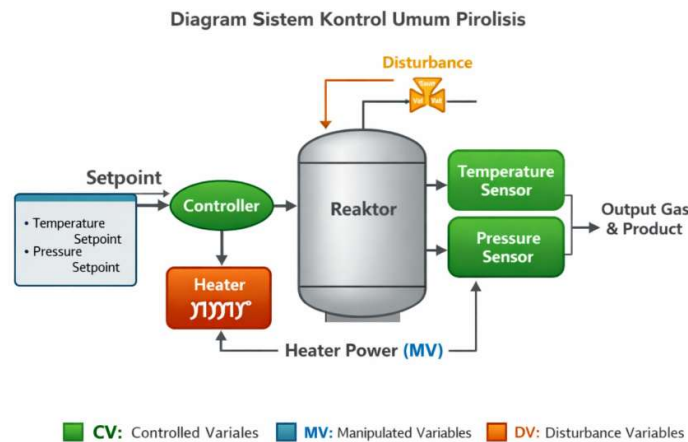 Diagram Sistem Kontrol Umum Pirolisis
Disturbance
Setpoint
• Temperature
Setpoint
• Pressure
Setpoint
Controller
Heater
Reaktor
Temperature
Sensor
Pressure
Sensor
Output Gas
& Product
Heater Power (MV)
CV: Controlled Variales
MV: Manipulated Variables
DV: Disturbance Variables